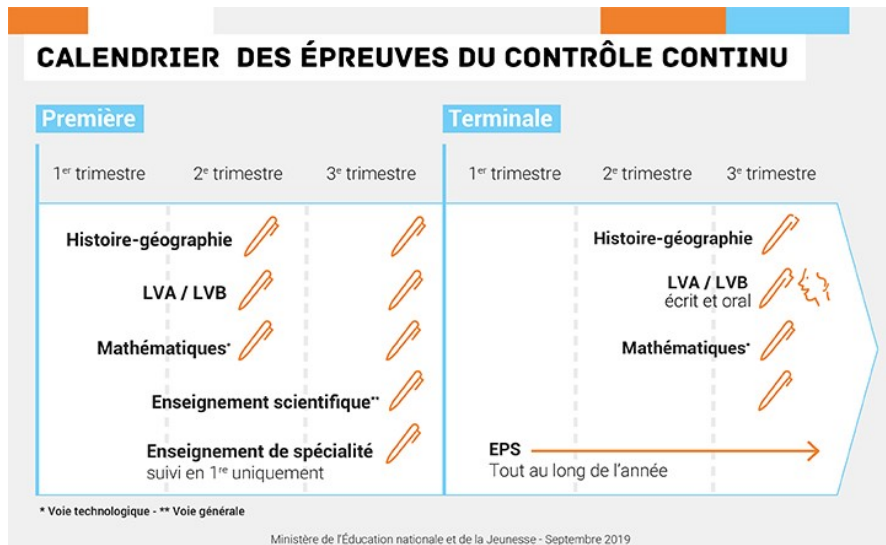 CALENDRIER DES ÉPREUVES DU CONTRÔLE CONTINU
Première
1er trimestre 2e trimestre 3e trimestre
Histoire-géographie
LVA / LVB
Mathématiques*
Enseignement scientifique**
Enseignement de spécialité
suivi en 1re uniquement
Terminale
1er trimestre 2e trimestre 3e trimestre
Histoire-géographie
LVA / LVB
écrit et oral
Mathématiques*
EPS
Tout au long de l'année
* Voie technologique - ** Voie générale
Ministère de l'Éducation nationale et de la Jeunesse - Septembre 2019